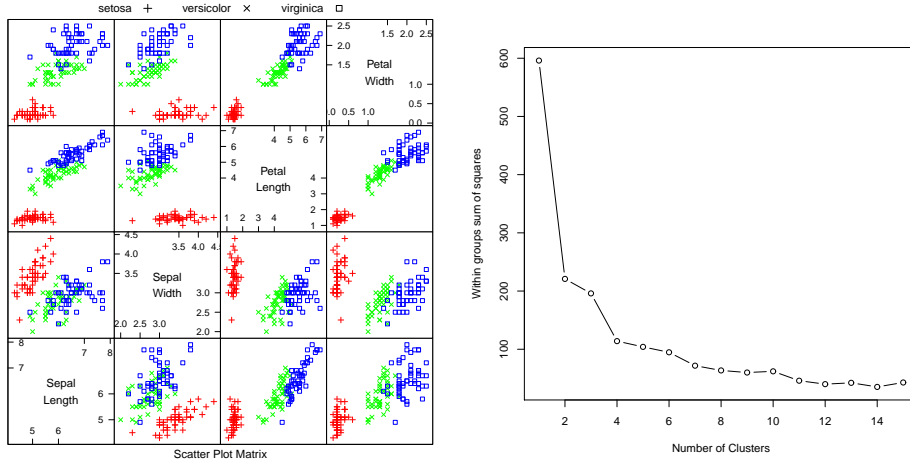 setosa + versicolor × virginica □
1.5 2.0 2.5
2.5
2.0
1.5
Petal
Width
1.0
0.5
0.0
0.0 0.5 1.0
7
6
5
4
4 5 6 7
Petal
Length
1 2 3 4
4
3
2
1
4.5
4.0
3.5
3.5 4.0 4.5
Sepal
Width
2.0 2.5 3.0
3.0
2.5
2.0
8
7
7 8
Sepal
Length
5 6
6
5
4
Scatter Plot Matrix
Within groups sum of squares
600
500
400
300
200
100
2 4 6 8 10 12 14
Number of Clusters